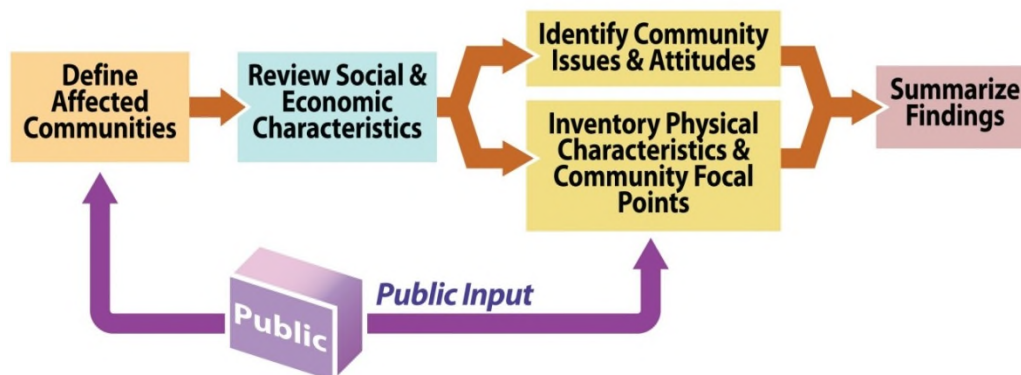 Define
Affected
Communities
Review Social &
Economic
Characteristics
Identify Community
Issues & Attitudes
Inventory Physical
Characteristics &
Community Focal
Points
Summarize
Findings
Public Input
Public